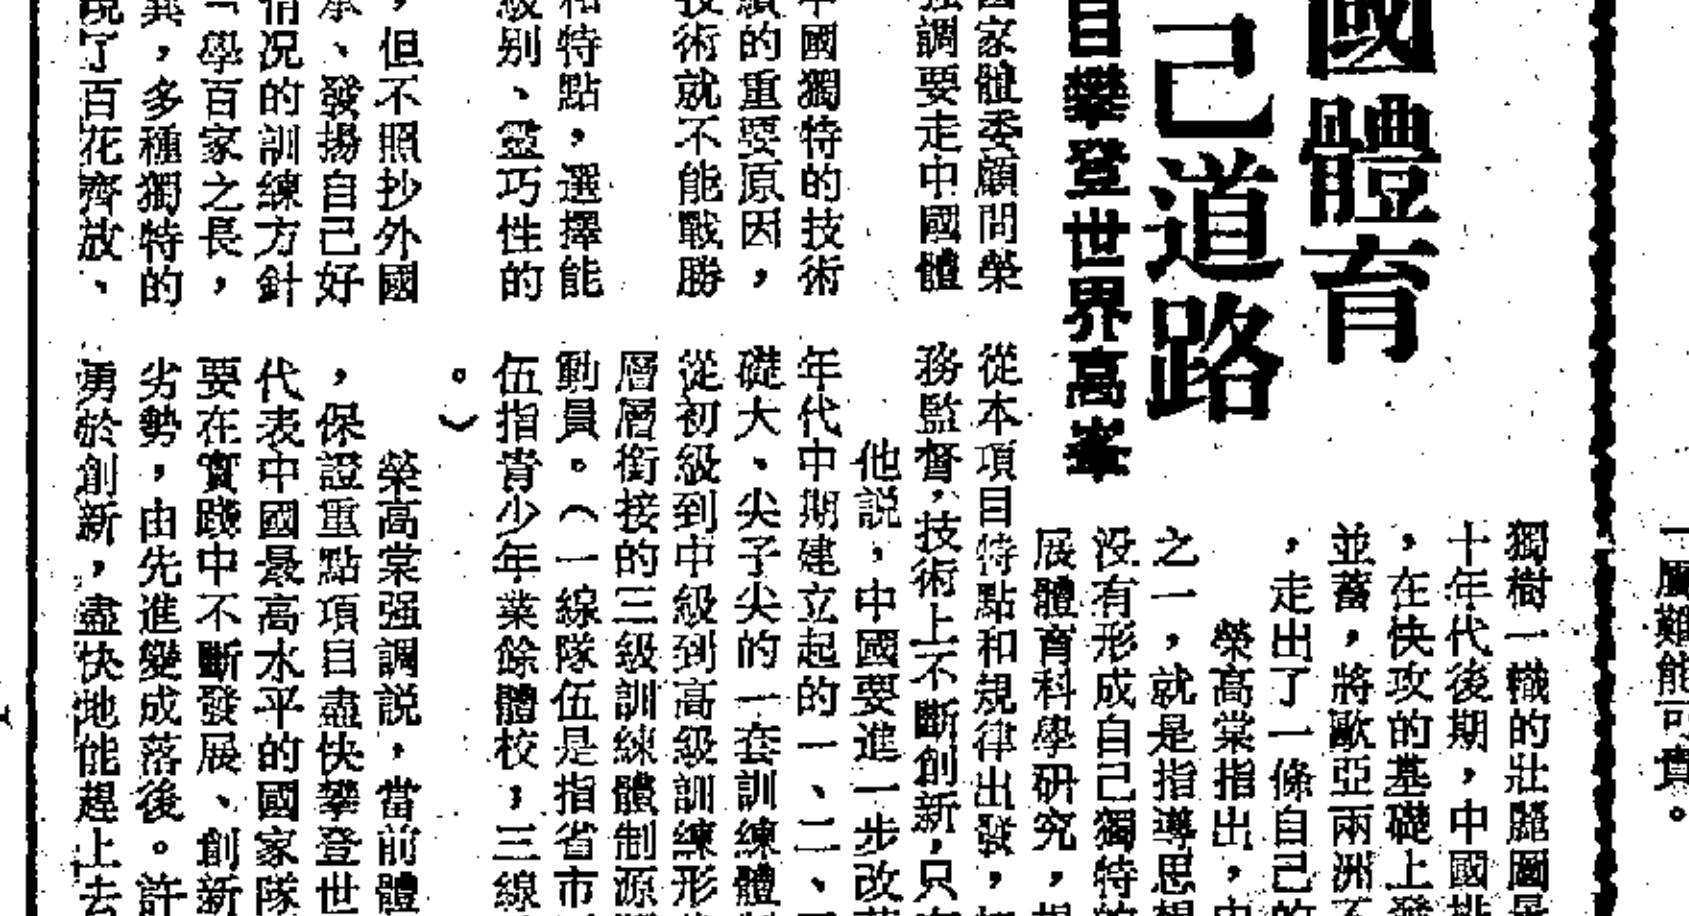 屬難能可貴。
國體育
己道路
目攀登世界高峯
國家體委顧問榮
强調要走中國體
中國獨特的技術
績的重要原因，
技術就不能戰勝
和特點，選擇能
級别、靈巧性的
，但不照抄外國
承、發揚自己好
情况的訓練方針
「學百家之長，
異，多種獨特的
現了百花齊放、
獨樹一幟的壯麗圖
十年代後期，中國排
，在快攻的基礎上發
並蓄，將歐亞兩洲不
，走出了一條自己的
榮高棠指出，中
之一，就是指導思想
没有形成自己獨特的
展體育科學研究，
從本項目特點和規律出發，
務監督，技術上不斷創新，只
他説，中國要進一步改
年代中期建立起的一、二、
礎大、尖子尖的一套訓練體
從初級到中級到高級訓練形
層層銜接的三級訓練體制源
動員。（一線隊伍是指省市
伍指青少年業餘體校，三線
。）
榮高棠强調説，當前體
，保證重點項目盡快攀登世
代表中國最高水平的國家隊
要在實踐中不斷發展、創新
劣勢，由先進變成落後。許
勇於創新，盡快地能趕上去